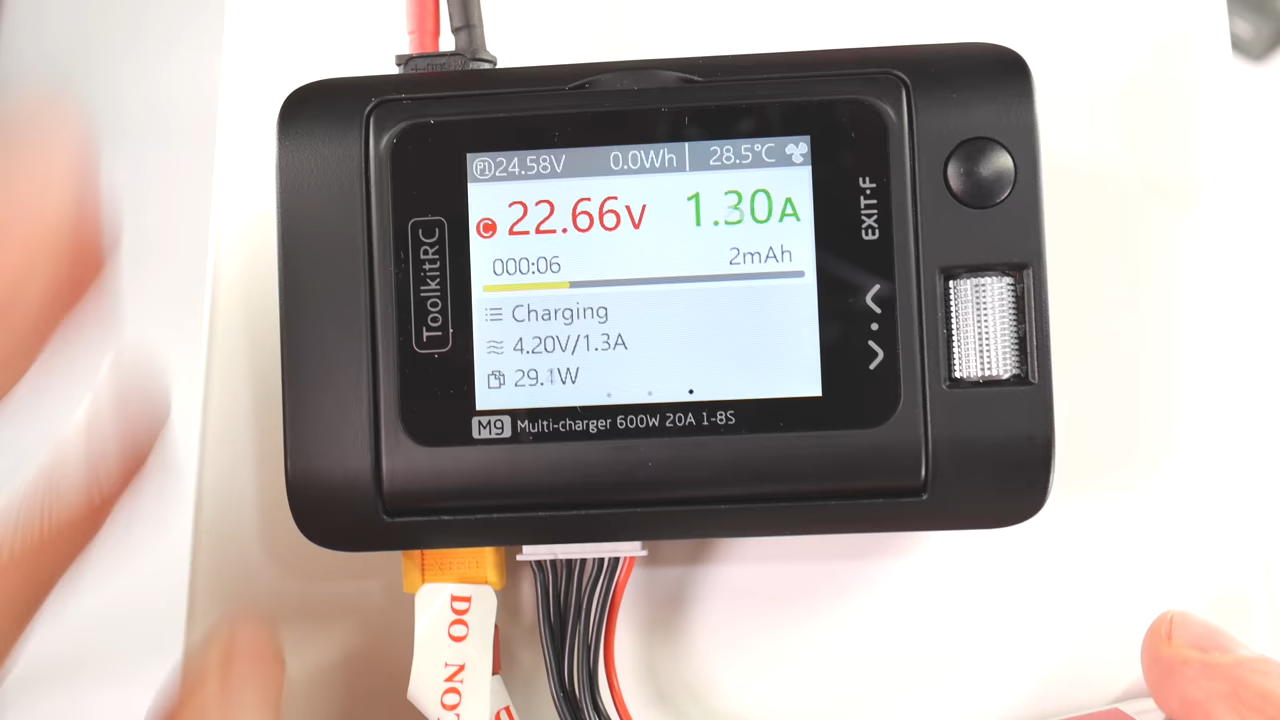 P1 24.58V 0.0Wh | 28.5°C
C 22.66V 1.30A
000:06 2mAh
Charging
4.20V/1.3A
29.1W
M9 Multi-charger 600W 20A 1-8S
ToolkitRC
EXIT·F
DO NOT